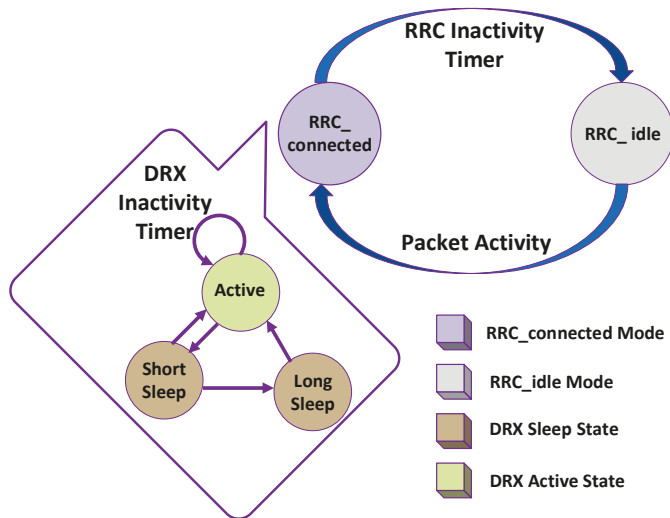 RRC Inactivity
Timer
RRC_
connected
RRC_ idle
Packet Activity
DRX
Inactivity
Timer
Active
Short
Sleep
Long
Sleep
RRC_connected Mode
RRC_idle Mode
DRX Sleep State
DRX Active State